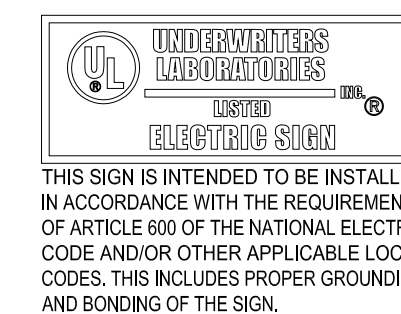 UL
®
UNDERWRITERS
LABORATORIES
INC.®
LISTED
ELECTRIC SIGN
THIS SIGN IS INTENDED TO BE INSTALL
IN ACCORDANCE WITH THE REQUIREMEN
OF ARTICLE 600 OF THE NATIONAL ELECTR
CODE AND/OR OTHER APPLICABLE LOC
CODES. THIS INCLUDES PROPER GROUNDI
AND BONDING OF THE SIGN.